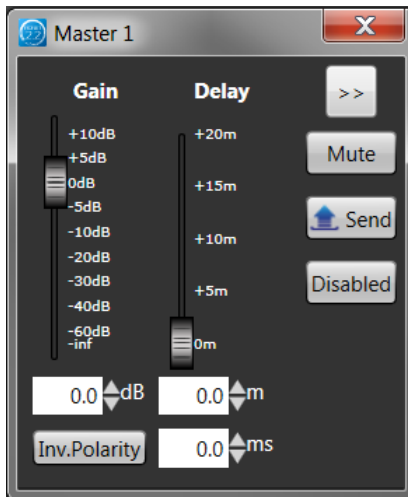 Master 1
X
Gain
Delay
>>
+10dB
+5dB
0dB
-5dB
-10dB
-20dB
-30dB
-40dB
-60dB
-inf
+20m
+15m
+10m
+5m
0m
Mute
Send
Disabled
0.0 dB
0.0 m
Inv.Polarity
0.0 ms